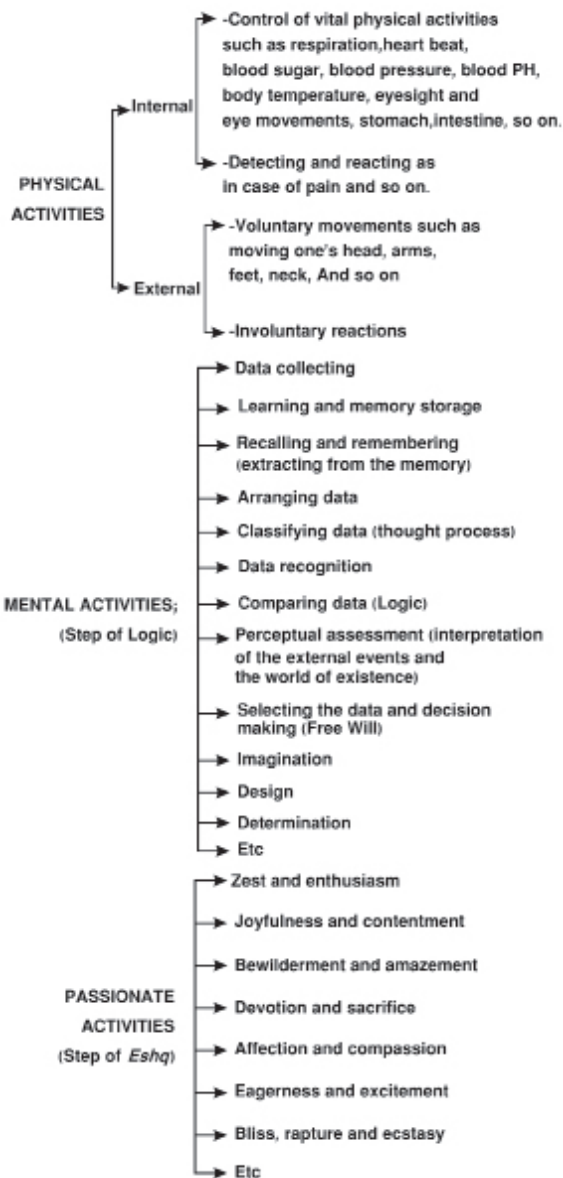 -Control of vital physical activities
such as respiration,heart beat,
blood sugar, blood pressure, blood PH,
body temperature, eyesight and
eye movements, stomach,intestine, so on.
Internal
-Detecting and reacting as
in case of pain and so on.
PHYSICAL
ACTIVITIES
-Voluntary movements such as
moving one's head, arms,
feet, neck, And so on
External
-Involuntary reactions
Data collecting
Learning and memory storage
Recalling and remembering
(extracting from the memory)
Arranging data
Classifying data (thought process)
Data recognition
MENTAL ACTIVITIES;
(Step of Logic)
Comparing data (Logic)
Perceptual assessment (interpretation
of the external events and
the world of existence)
Selecting the data and decision
making (Free Will)
Imagination
Design
Determination
Etc
Zest and enthusiasm
Joyfulness and contentment
Bewilderment and amazement
PASSIONATE
ACTIVITIES
(Step of Eshq)
Devotion and sacrifice
Affection and compassion
Eagerness and excitement
Bliss, rapture and ecstasy
Etc